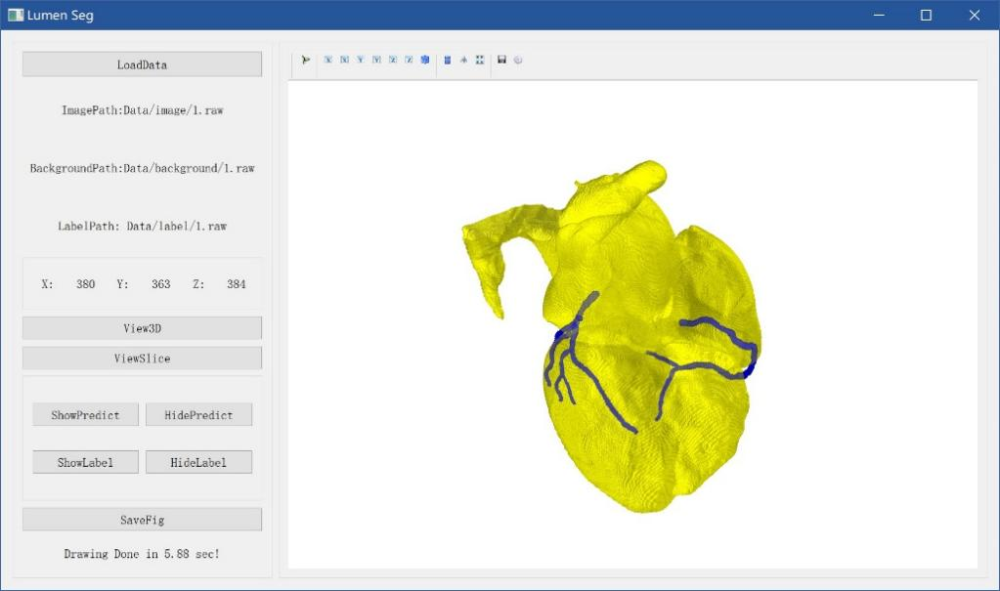 Lumen Seg
LoadData
ImagePath:Data/image/1.raw
BackgroundPath:Data/background/1.raw
LabelPath: Data/label/1.raw
X: 380 Y: 363 Z: 384
View3D
ViewSlice
ShowPredict HidePredict
ShowLabel HideLabel
SaveFig
Drawing Done in 5.88 sec!